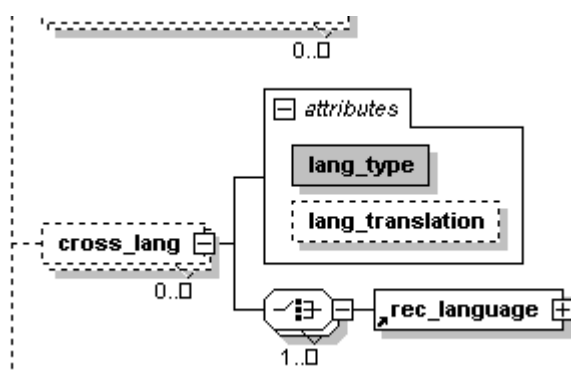 0..□
attributes
lang_type
lang_translation
cross_lang
0..□
rec_language
1..□